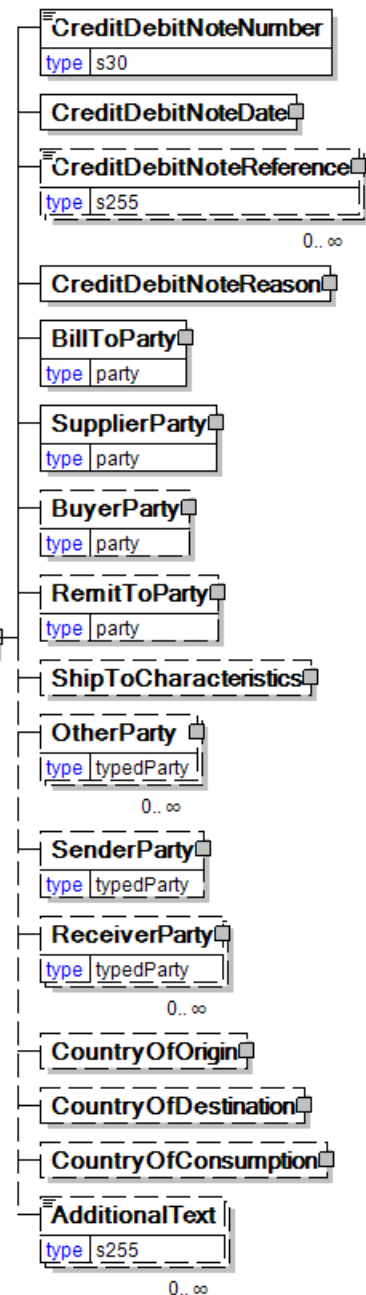 CreditDebitNoteNumber
type s30
CreditDebitNoteDate
CreditDebitNoteReference
type s255
0.. ∞
CreditDebitNoteReason
BillToParty
type party
SupplierParty
type party
BuyerParty
type party
RemitToParty
type party
ShipToCharacteristics
OtherParty
type typedParty
0.. ∞
SenderParty
type typedParty
ReceiverParty
type typedParty
0.. ∞
CountryOfOrigin
CountryOfDestination
CountryOfConsumption
AdditionalText
type s255
0.. ∞